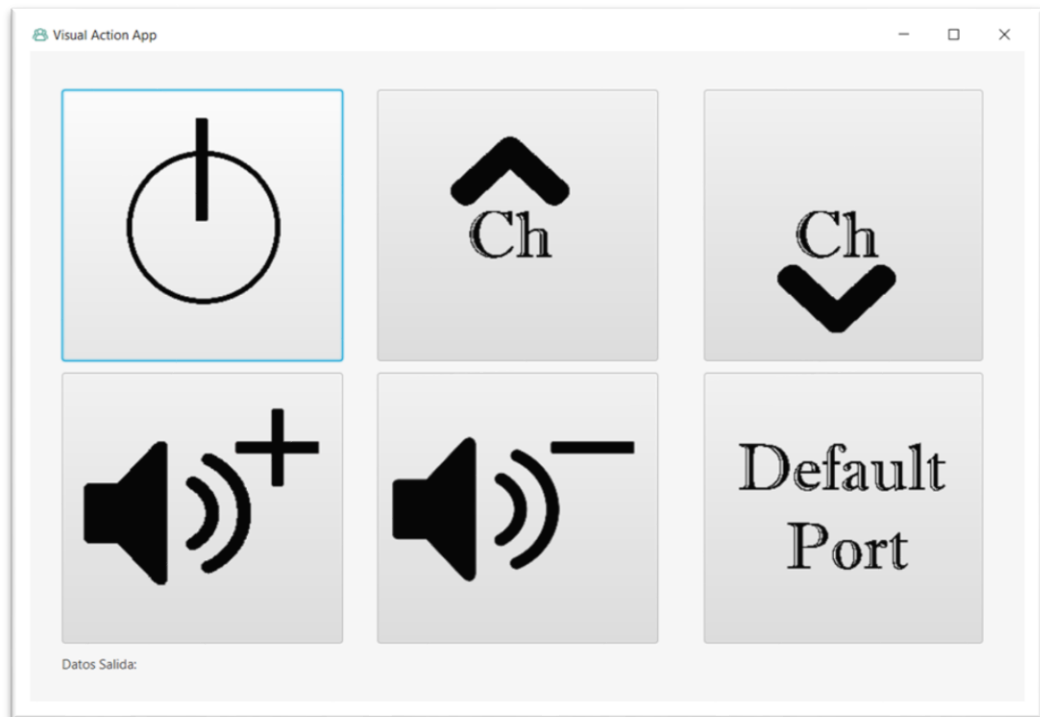 Visual Action App
Ch
Ch
Default
Port
Datos Salida: